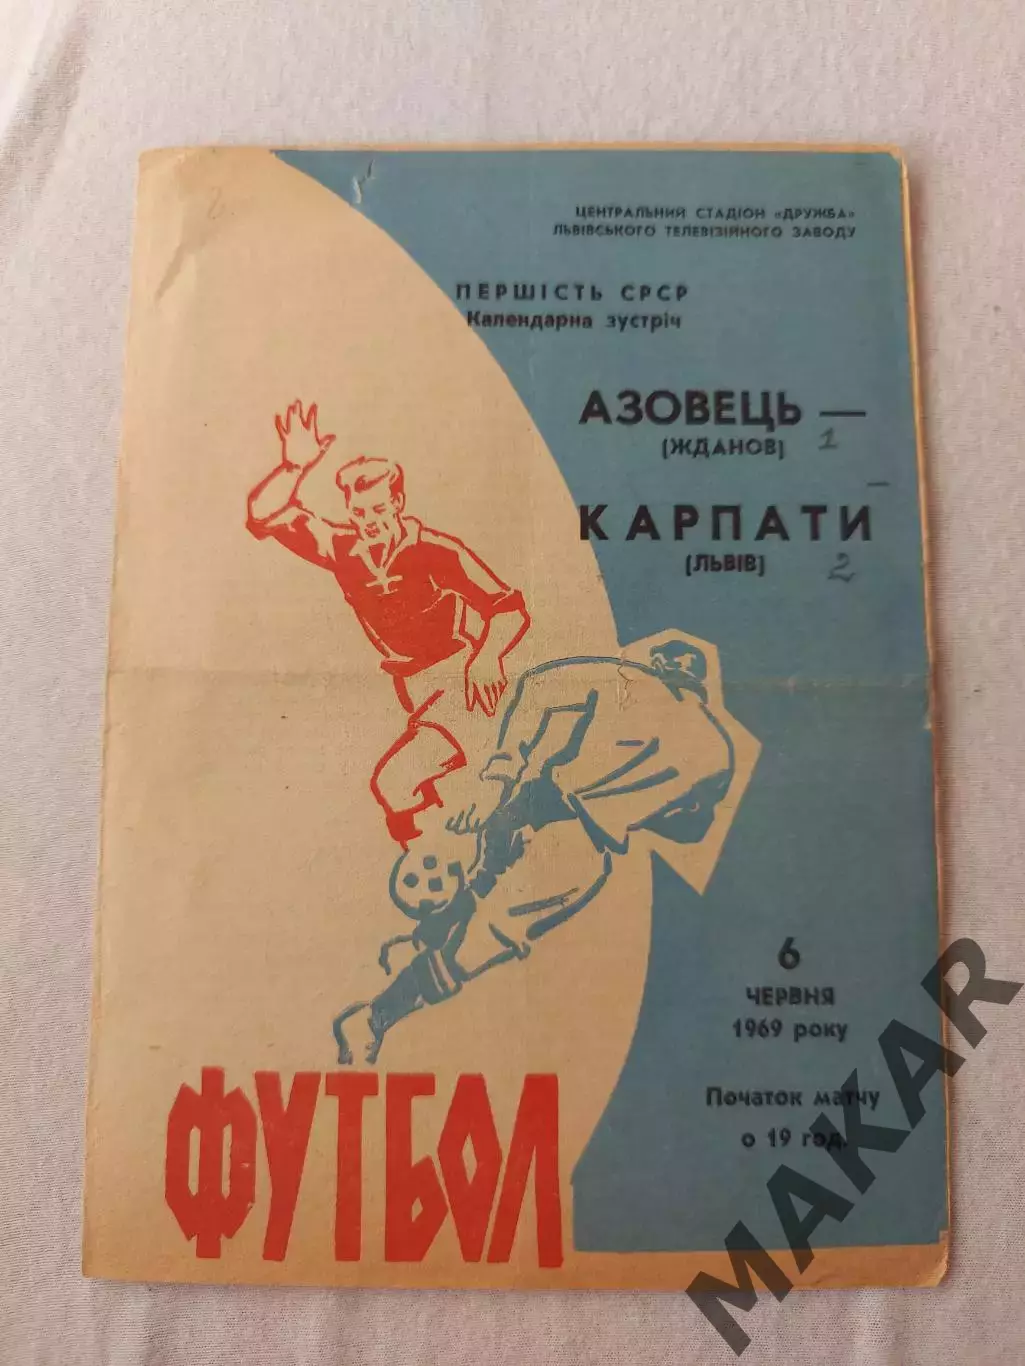 ЦЕНТРАЛЬНИЙ СТАДІОН «ДРУЖБА»
ЛЬВІВСЬКОГО ТЕЛЕВІЗІЙНОГО ЗАВОДУ
ПЕРШІСТЬ СРСР
Календарна зустріч
АЗОВЕЦЬ —
[ЖДАНОВ] 1
–
КАРПАТИ
[ЛЬВІВ] 2
6
ЧЕРВНЯ
1969 року
Початок матчу
о 19 год.
ФУТБОЛ
MAKAR